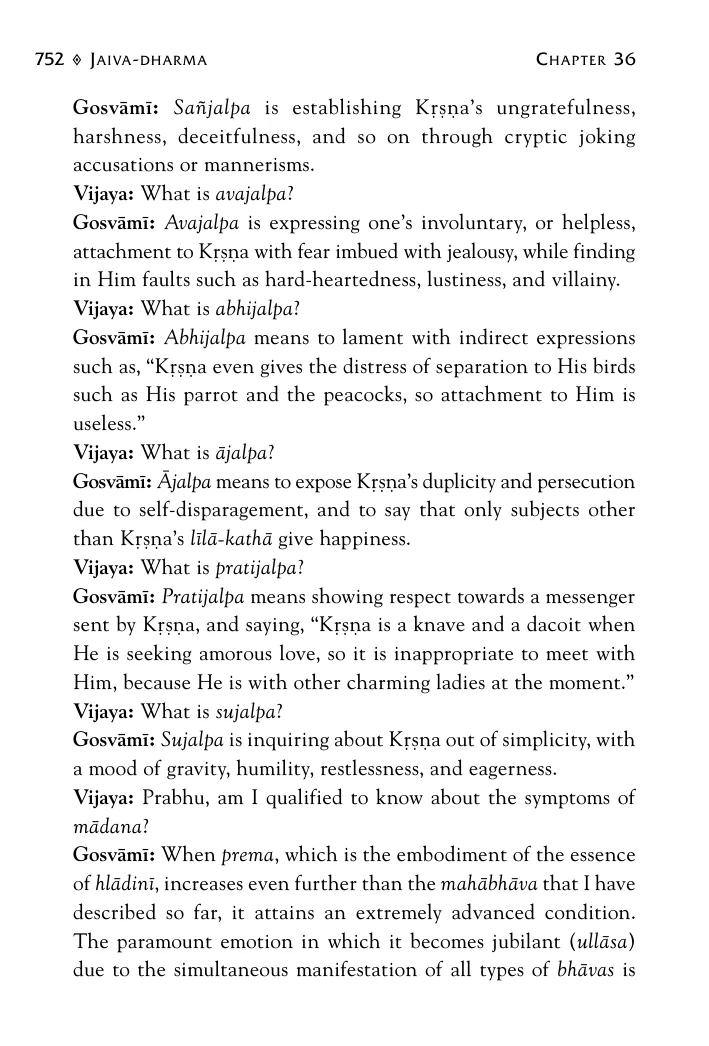 752 ◊ JAIVA-DHARMA CHAPTER 36
Gosvāmī: Sañjalpa is establishing Kṛṣṇa’s ungratefulness,
harshness, deceitfulness, and so on through cryptic joking
accusations or mannerisms.
Vijaya: What is avajalpa?
Gosvāmī: Avajalpa is expressing one’s involuntary, or helpless,
attachment to Kṛṣṇa with fear imbued with jealousy, while finding
in Him faults such as hard-heartedness, lustiness, and villainy.
Vijaya: What is abhijalpa?
Gosvāmī: Abhijalpa means to lament with indirect expressions
such as, “Kṛṣṇa even gives the distress of separation to His birds
such as His parrot and the peacocks, so attachment to Him is
useless.”
Vijaya: What is ājalpa?
Gosvāmī: Ājalpa means to expose Kṛṣṇa’s duplicity and persecution
due to self-disparagement, and to say that only subjects other
than Kṛṣṇa’s līlā-kathā give happiness.
Vijaya: What is pratijalpa?
Gosvāmī: Pratijalpa means showing respect towards a messenger
sent by Kṛṣṇa, and saying, “Kṛṣṇa is a knave and a dacoit when
He is seeking amorous love, so it is inappropriate to meet with
Him, because He is with other charming ladies at the moment.”
Vijaya: What is sujalpa?
Gosvāmī: Sujalpa is inquiring about Kṛṣṇa out of simplicity, with
a mood of gravity, humility, restlessness, and eagerness.
Vijaya: Prabhu, am I qualified to know about the symptoms of
mādana?
Gosvāmī: When prema, which is the embodiment of the essence
of hlādinī, increases even further than the mahābhāva that I have
described so far, it attains an extremely advanced condition.
The paramount emotion in which it becomes jubilant (ullāsa)
due to the simultaneous manifestation of all types of bhāvas is